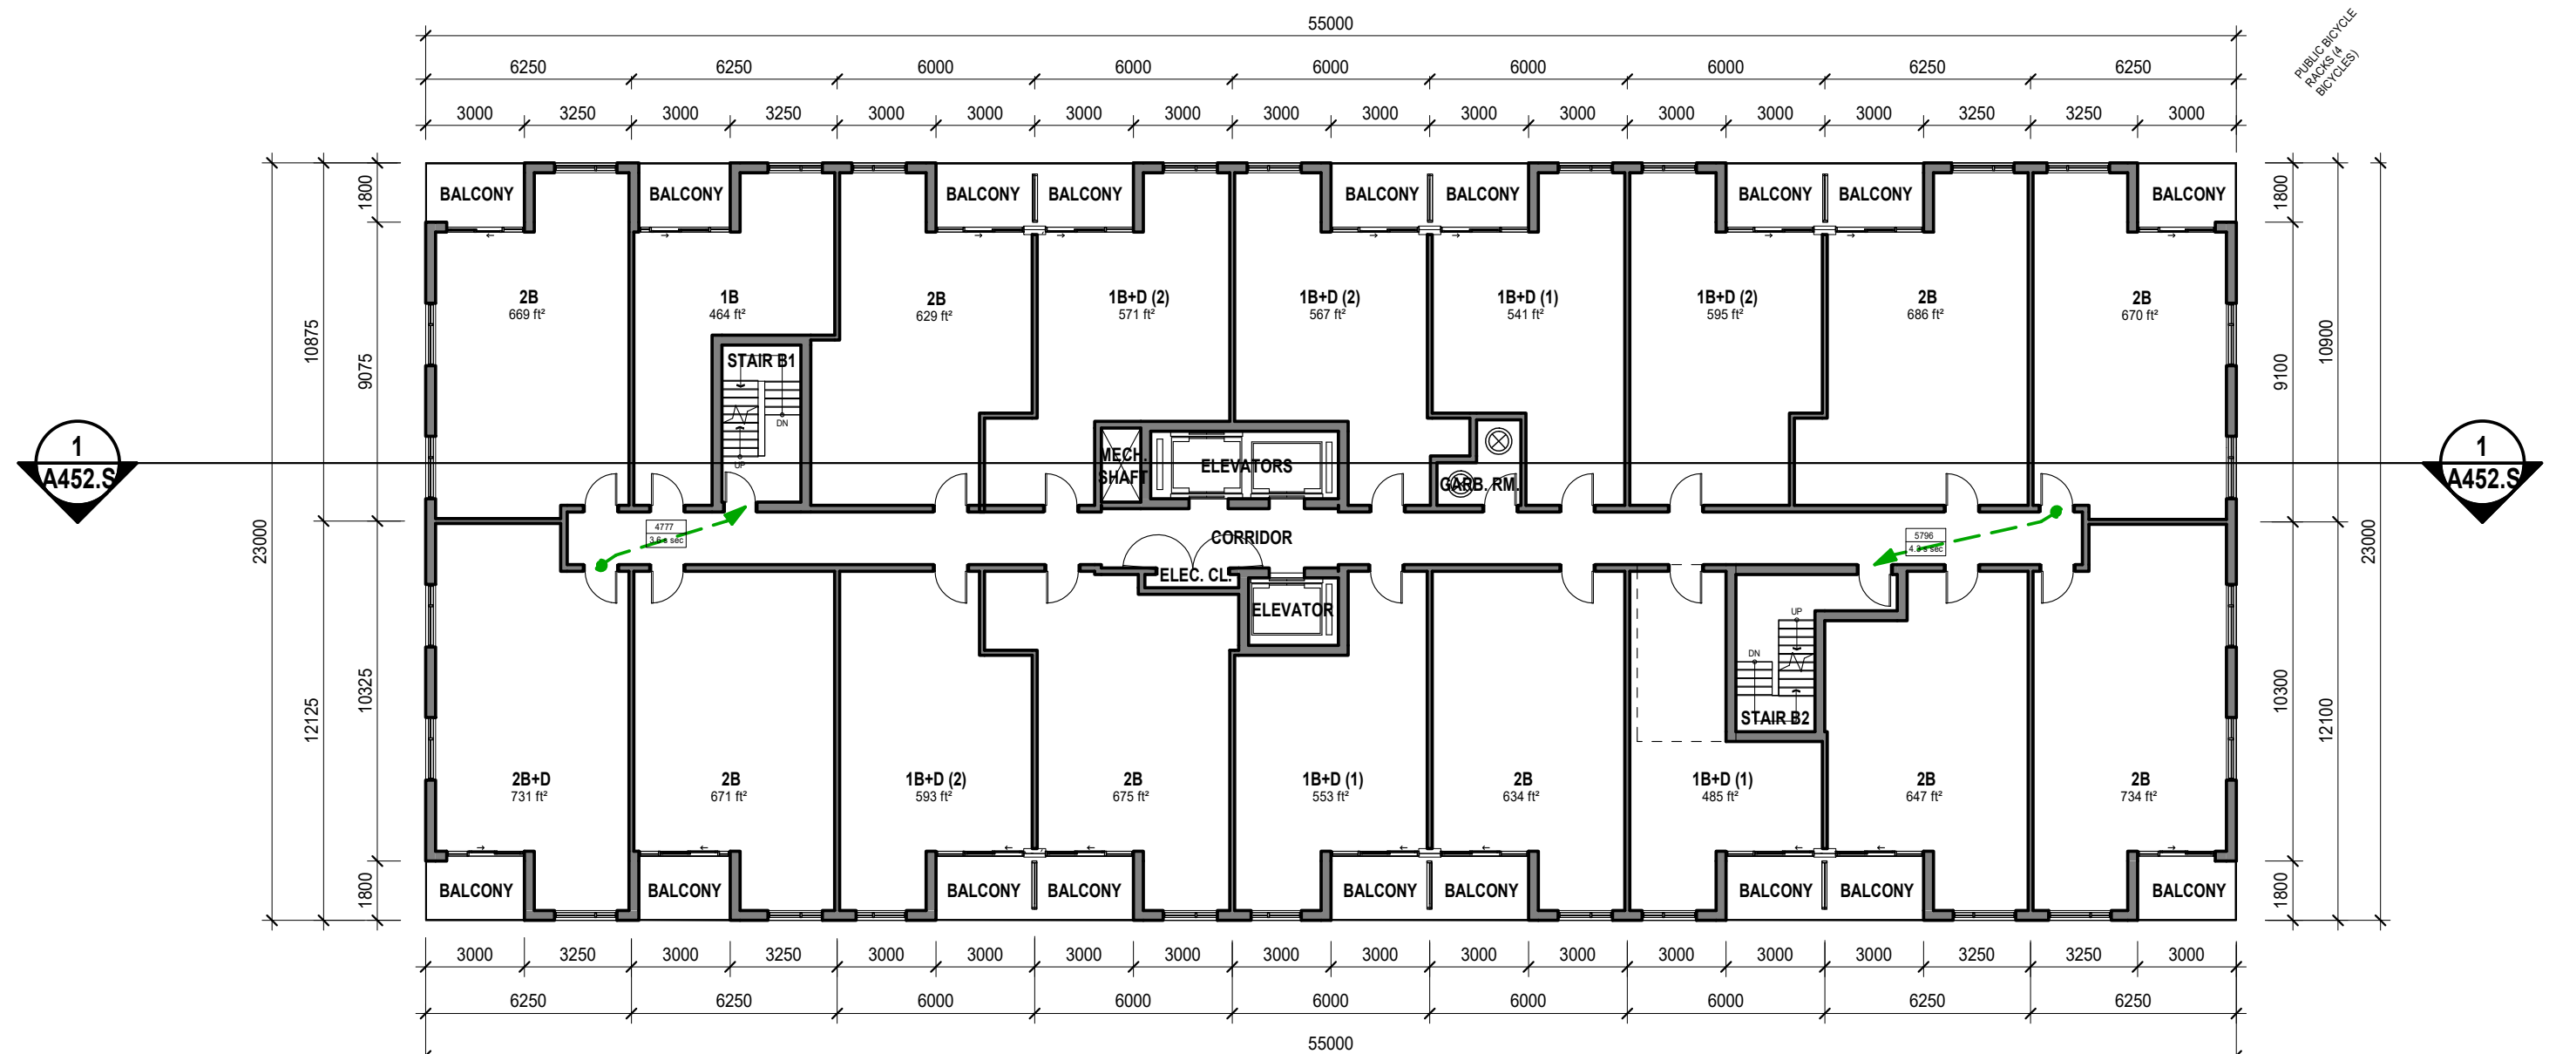 55000
PUBLIC BICYCLE
RACKS (4
BICYCLES)
6250 6250 6000 6000 6000 6000 6000 6250 6250
3000 3250 3000 3250 3000 3000 3000 3000 3000 3000 3000 3000 3000 3000 3000 3250 3250 3000
1800 BALCONY BALCONY BALCONY BALCONY BALCONY BALCONY BALCONY BALCONY BALCONY 1800
2B 1B 2B 1B+D (2) 1B+D (2) 1B+D (1) 1B+D (2) 2B 2B
669 ft² 464 ft² 629 ft² 571 ft² 567 ft² 541 ft² 595 ft² 686 ft² 670 ft²
10875 9075 9100 10900
STAIR B1
DN
UP
1
A452.S
MECH.
SHAFT
ELEVATORS
GARB. RM.
1
A452.S
23000
4777
3.6 s sec
CORRIDOR
5796
4.3 s sec
23000
ELEC. CL.
ELEVATOR
UP
DN
STAIR B2
12125 10325 10300 12100
2B+D 2B 1B+D (2) 2B 1B+D (1) 2B 1B+D (1) 2B 2B
731 ft² 671 ft² 593 ft² 675 ft² 553 ft² 634 ft² 485 ft² 647 ft² 734 ft²
1800 BALCONY BALCONY BALCONY BALCONY BALCONY BALCONY BALCONY BALCONY BALCONY 1800
3000 3250 3000 3250 3000 3000 3000 3000 3000 3000 3000 3000 3000 3000 3000 3250 3250 3000
6250 6250 6000 6000 6000 6000 6000 6250 6250
55000